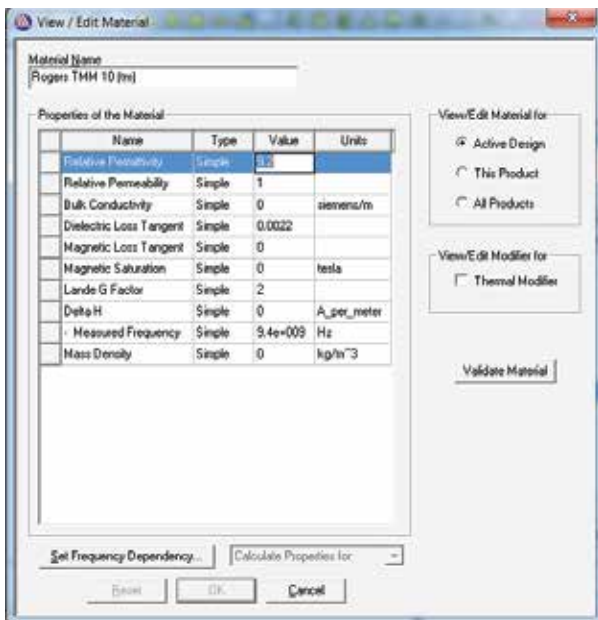 View / Edit Material
Material Name
Rogers TMM 10 (tm)
Properties of the Material
Name Type Value Units
Relative Permittivity Simple 9.2
Relative Permeability Simple 1
Bulk Conductivity Simple 0 siemens/m
Dielectric Loss Tangent Simple 0.0022
Magnetic Loss Tangent Simple 0
Magnetic Saturation Simple 0 tesla
Lande G Factor Simple 2
Delta H Simple 0 A_per_meter
- Measured Frequency Simple 9.4e+009 Hz
Mass Density Simple 0 kg/m^3
View/Edit Material for
Active Design
This Product
All Products
View/Edit Modifier for
Thermal Modifier
Validate Material
Set Frequency Dependency...
Calculate Properties for:
Reset OK Cancel